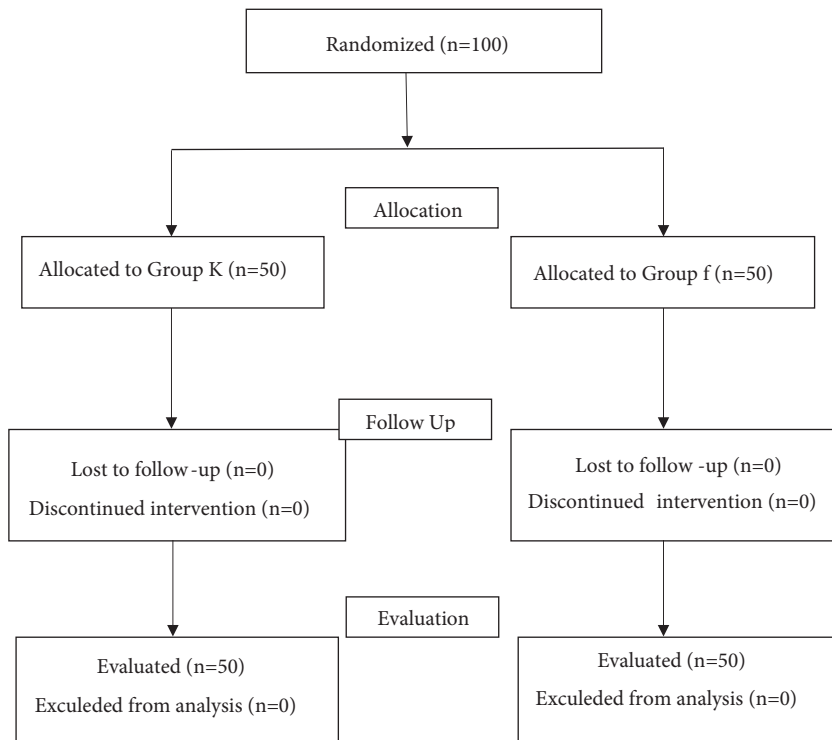 Randomized (n=100)
Allocation
Allocated to Group K (n=50)
Allocated to Group f (n=50)
Follow Up
Lost to follow-up (n=0)
Discontinued intervention (n=0)
Lost to follow -up (n=0)
Discontinued intervention (n=0)
Evaluation
Evaluated (n=50)
Exculeded from analysis (n=0)
Evaluated (n=50)
Exculeded from analysis (n=0)